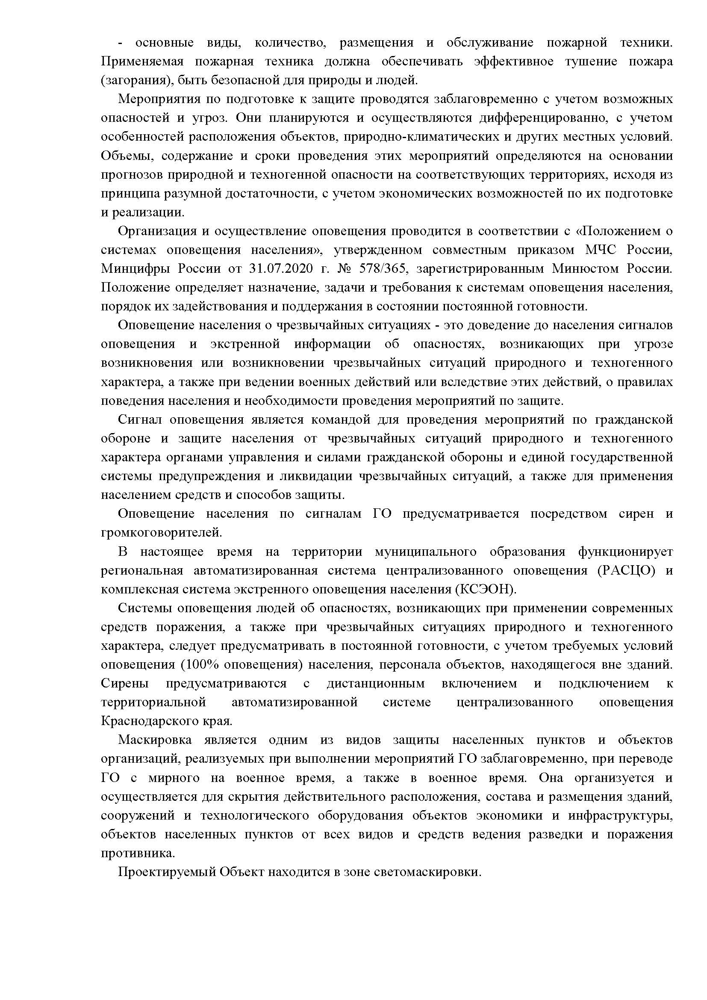 - основные виды, количество, размещения и обслуживание пожарной техники.
Применяемая пожарная техника должна обеспечивать эффективное тушение пожара
(загорания), быть безопасной для природы и людей.
Мероприятия по подготовке к защите проводятся заблаговременно с учетом возможных
опасностей и угроз. Они планируются и осуществляются дифференцированно, с учетом
особенностей расположения объектов, природно-климатических и других местных условий.
Объемы, содержание и сроки проведения этих мероприятий определяются на основании
прогнозов природной и техногенной опасности на соответствующих территориях, исходя из
принципа разумной достаточности, с учетом экономических возможностей по их подготовке
и реализации.
Организация и осуществление оповещения проводится в соответствии с «Положением о
системах оповещения населения», утвержденном совместным приказом МЧС России,
Минцифры России от 31.07.2020 г. № 578/365, зарегистрированным Минюстом России.
Положение определяет назначение, задачи и требования к системам оповещения населения,
порядок их задействования и поддержания в состоянии постоянной готовности.
Оповещение населения о чрезвычайных ситуациях - это доведение до населения сигналов
оповещения и экстренной информации об опасностях, возникающих при угрозе
возникновения или возникновении чрезвычайных ситуаций природного и техногенного
характера, а также при ведении военных действий или вследствие этих действий, о правилах
поведения населения и необходимости проведения мероприятий по защите.
Сигнал оповещения является командой для проведения мероприятий по гражданской
обороне и защите населения от чрезвычайных ситуаций природного и техногенного
характера органами управления и силами гражданской обороны и единой государственной
системы предупреждения и ликвидации чрезвычайных ситуаций, а также для применения
населением средств и способов защиты.
Оповещение населения по сигналам ГО предусматривается посредством сирен и
громкоговорителей.
В настоящее время на территории муниципального образования функционирует
региональная автоматизированная система централизованного оповещения (РАСЦО) и
комплексная система экстренного оповещения населения (КСЭОН).
Системы оповещения людей об опасностях, возникающих при применении современных
средств поражения, а также при чрезвычайных ситуациях природного и техногенного
характера, следует предусматривать в постоянной готовности, с учетом требуемых условий
оповещения (100% оповещения) населения, персонала объектов, находящегося вне зданий.
Сирены предусматриваются с дистанционным включением и подключением к
территориальной автоматизированной системе централизованного оповещения
Краснодарского края.
Маскировка является одним из видов защиты населенных пунктов и объектов
организаций, реализуемых при выполнении мероприятий ГО заблаговременно, при переводе
ГО с мирного на военное время, а также в военное время. Она организуется и
осуществляется для скрытия действительного расположения, состава и размещения зданий,
сооружений и технологического оборудования объектов экономики и инфраструктуры,
объектов населенных пунктов от всех видов и средств ведения разведки и поражения
противника.
Проектируемый Объект находится в зоне светомаскировки.